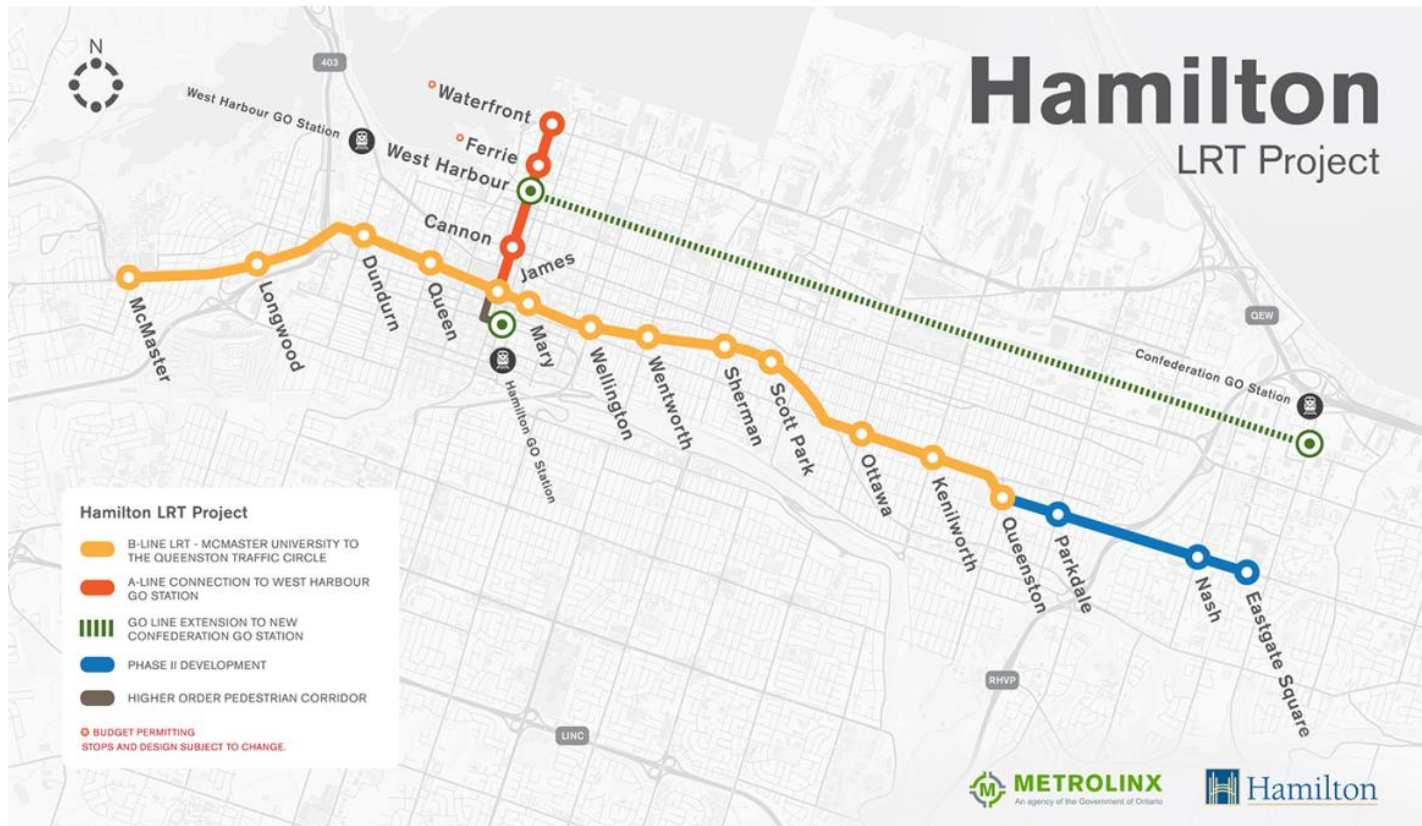 Hamilton
LRT Project
N
403
West Harbour GO Station
Waterfront
Ferrie
West Harbour
Cannon
James
McMaster
Longwood
Dundurn
Queen
Mary
Hamilton GO Station
Wellington
Wentworth
Sherman
Scott Park
Ottawa
Kenilworth
Queenston
Parkdale
Nash
Eastgate Square
QEW
Confederation GO Station
RHVP
LINC
Hamilton LRT Project
B-LINE LRT - MCMASTER UNIVERSITY TO
THE QUEENSTON TRAFFIC CIRCLE
A-LINE CONNECTION TO WEST HARBOUR
GO STATION
GO LINE EXTENSION TO NEW
CONFEDERATION GO STATION
PHASE II DEVELOPMENT
HIGHER ORDER PEDESTRIAN CORRIDOR
BUDGET PERMITTING
STOPS AND DESIGN SUBJECT TO CHANGE.
M
METROLINX
An agency of the Government of Ontario
Hamilton